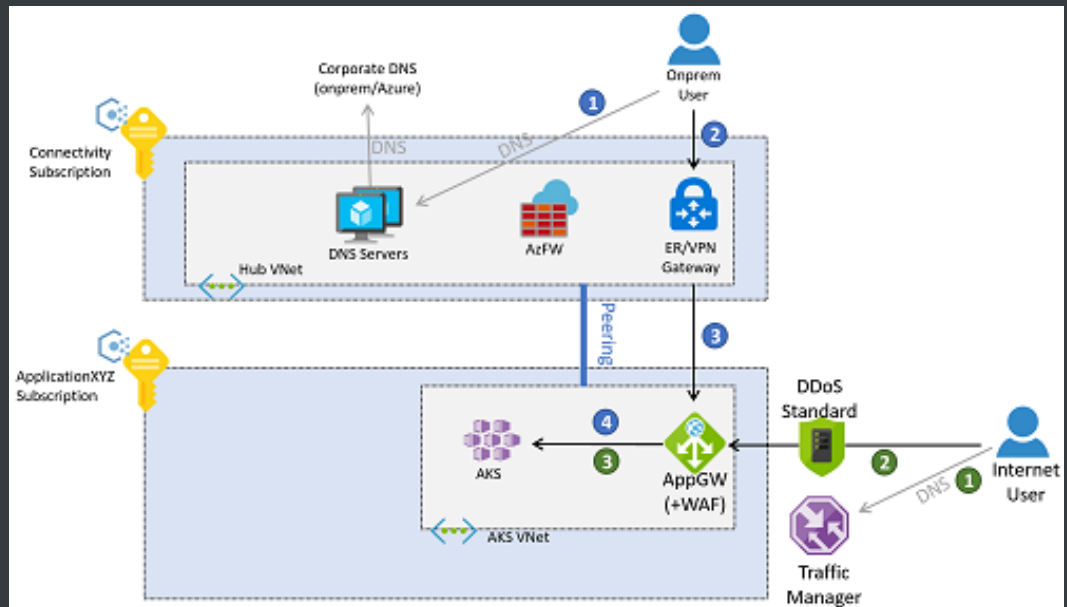 Onprem
User
Corporate DNS
(onprem/Azure)
1
2
DNS
DNS
Connectivity
Subscription
DNS Servers
AzFW
ER/VPN
Gateway
Hub VNet
Peering
3
ApplicationXYZ
Subscription
DDoS
Standard
4
3
AKS
AppGW
(+WAF)
2
1
DNS
Internet
User
AKS VNet
Traffic
Manager